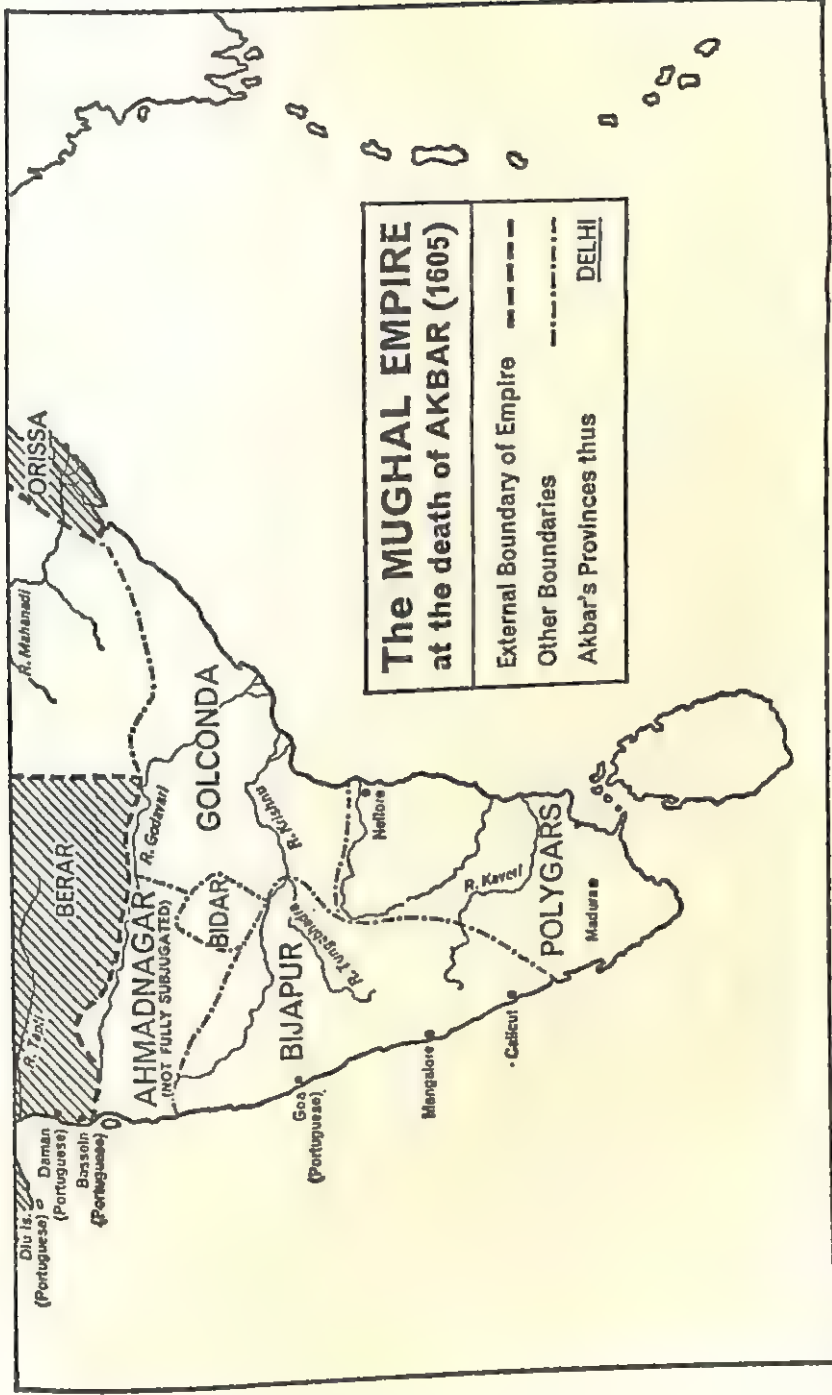 The MUGHAL EMPIRE
at the death of AKBAR (1605)
External Boundary of Empire
Other Boundaries
Akbar's Provinces thus
DELHI
ORISSA
R. Mahanadi
BERAR
R. Tapti
Diu Is.
(Portuguese)
Daman
(Portuguese)
Bassein
(Portuguese)
AHMADNAGAR
(NOT FULLY SUBJUGATED)
R. Godavari
GOLCONDA
BIDAR
R. Krishna
BIJAPUR
R. Tungabhadra
Goa
(Portuguese)
Nellore
Mangalore
R. Kaveri
Calicut
POLYGARS
Madura